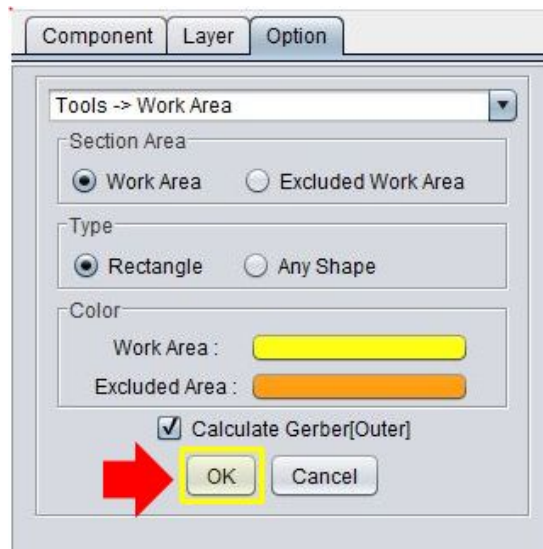 Component Layer Option
Tools -> Work Area
Section Area
Work Area Excluded Work Area
Type
Rectangle Any Shape
Color
Work Area :
Excluded Area :
Calculate Gerber[Outer]
OK Cancel